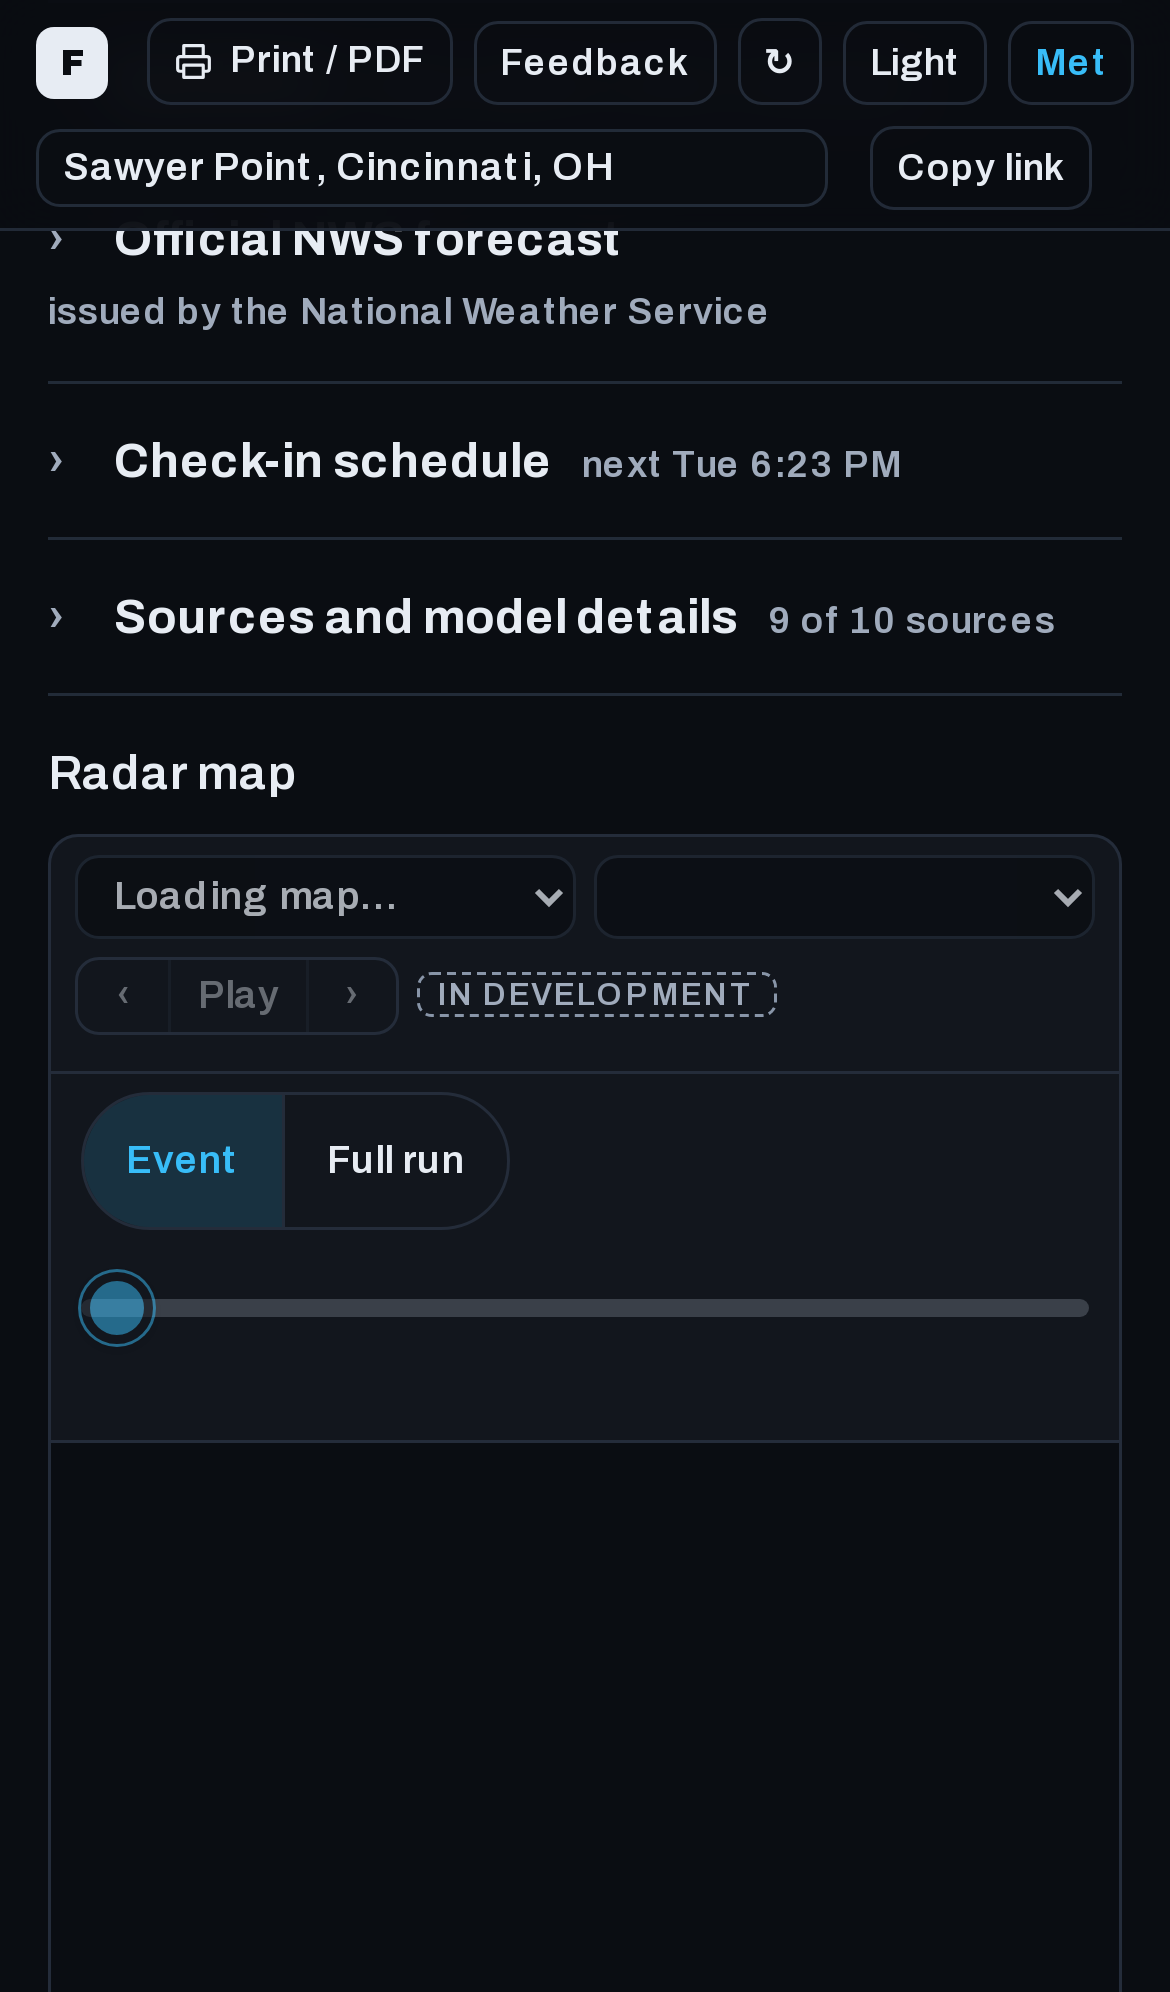 F
Print / PDF
Feedback
↻
Light
Met
Sawyer Point, Cincinnati, OH
Copy link
› Official NWS forecast
issued by the National Weather Service
› Check-in schedule next Tue 6:23 PM
› Sources and model details 9 of 10 sources
Radar map
Loading map...
‹ Play › IN DEVELOPMENT
Event Full run